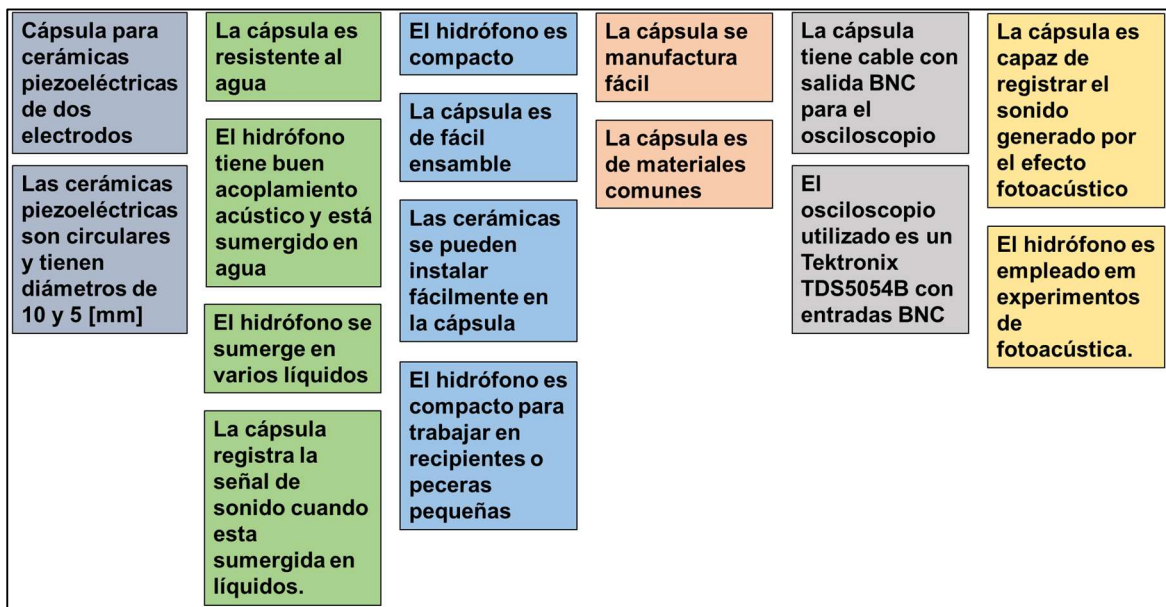 Cápsula para
cerámicas
piezoeléctricas
de dos
electrodos
Las cerámicas
piezoeléctricas
son circulares
y tienen
diámetros de
10 y 5 [mm]
La cápsula es
resistente al
agua
El hidrófono
tiene buen
acoplamiento
acústico y está
sumergido en
agua
El hidrófono se
sumerge en
varios líquidos
La cápsula
registra la
señal de
sonido cuando
esta
sumergida en
líquidos.
El hidrófono es
compacto
La cápsula es
de fácil
ensamble
Las cerámicas
se pueden
instalar
fácilmente en
la cápsula
El hidrófono es
compacto para
trabajar en
recipientes o
peceras
pequeñas
La cápsula se
manufactura
fácil
La cápsula es
de materiales
comunes
La cápsula
tiene cable con
salida BNC
para el
osciloscopio
El
osciloscopio
utilizado es un
Tektronix
TDS5054B con
entradas BNC
La cápsula es
capaz de
registrar el
sonido
generado por
el efecto
fotoacústico
El hidrófono es
empleado em
experimentos
de
fotoacústica.